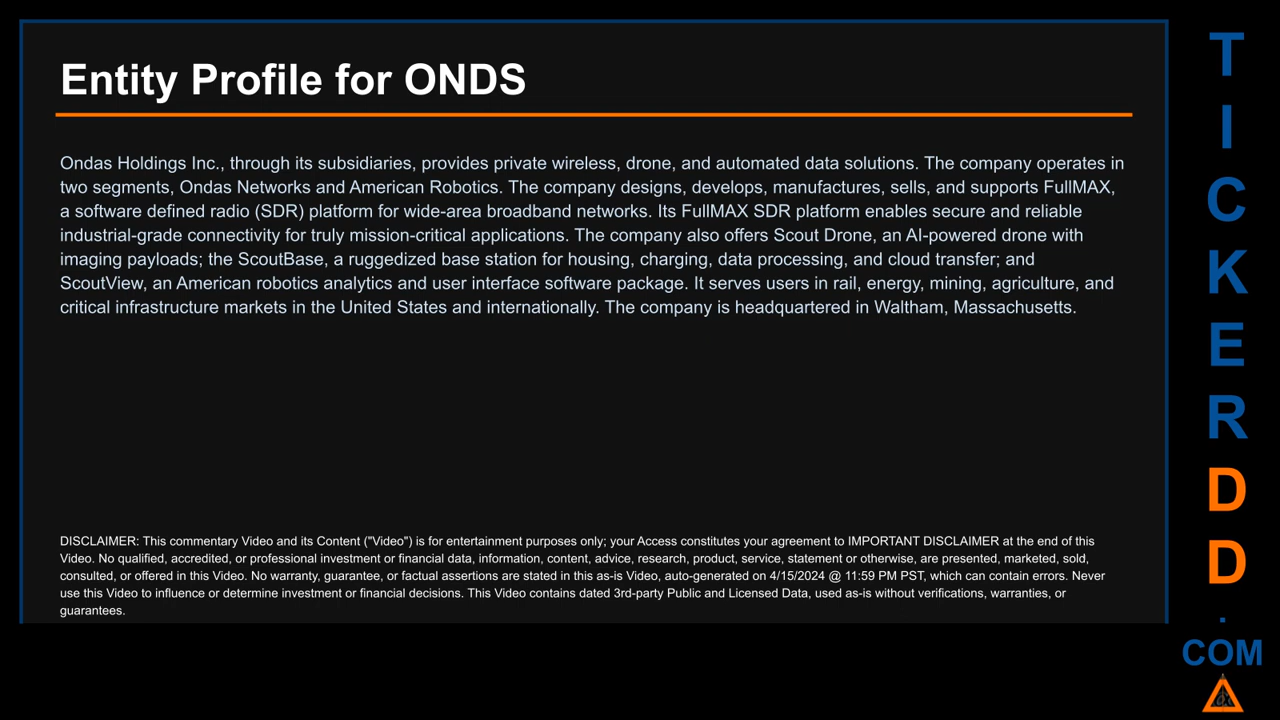 Entity Profile for ONDS
Ondas Holdings Inc., through its subsidiaries, provides private wireless, drone, and automated data solutions. The company operates in
two segments, Ondas Networks and American Robotics. The company designs, develops, manufactures, sells, and supports FullMAX,
a software defined radio (SDR) platform for wide-area broadband networks. Its FullMAX SDR platform enables secure and reliable
industrial-grade connectivity for truly mission-critical applications. The company also offers Scout Drone, an AI-powered drone with
imaging payloads; the ScoutBase, a ruggedized base station for housing, charging, data processing, and cloud transfer; and
ScoutView, an American robotics analytics and user interface software package. It serves users in rail, energy, mining, agriculture, and
critical infrastructure markets in the United States and internationally. The company is headquartered in Waltham, Massachusetts.
DISCLAIMER: This commentary Video and its Content ("Video") is for entertainment purposes only; your Access constitutes your agreement to IMPORTANT DISCLAIMER at the end of this
Video. No qualified, accredited, or professional investment or financial data, information, content, advice, research, product, service, statement or otherwise, are presented, marketed, sold,
consulted, or offered in this Video. No warranty, guarantee, or factual assertions are stated in this as-is Video, auto-generated on 4/15/2024 @ 11:59 PM PST, which can contain errors. Never
use this Video to influence or determine investment or financial decisions. This Video contains dated 3rd-party Public and Licensed Data, used as-is without verifications, warranties, or
guarantees.
T
I
C
K
E
R
D
D
.
COM